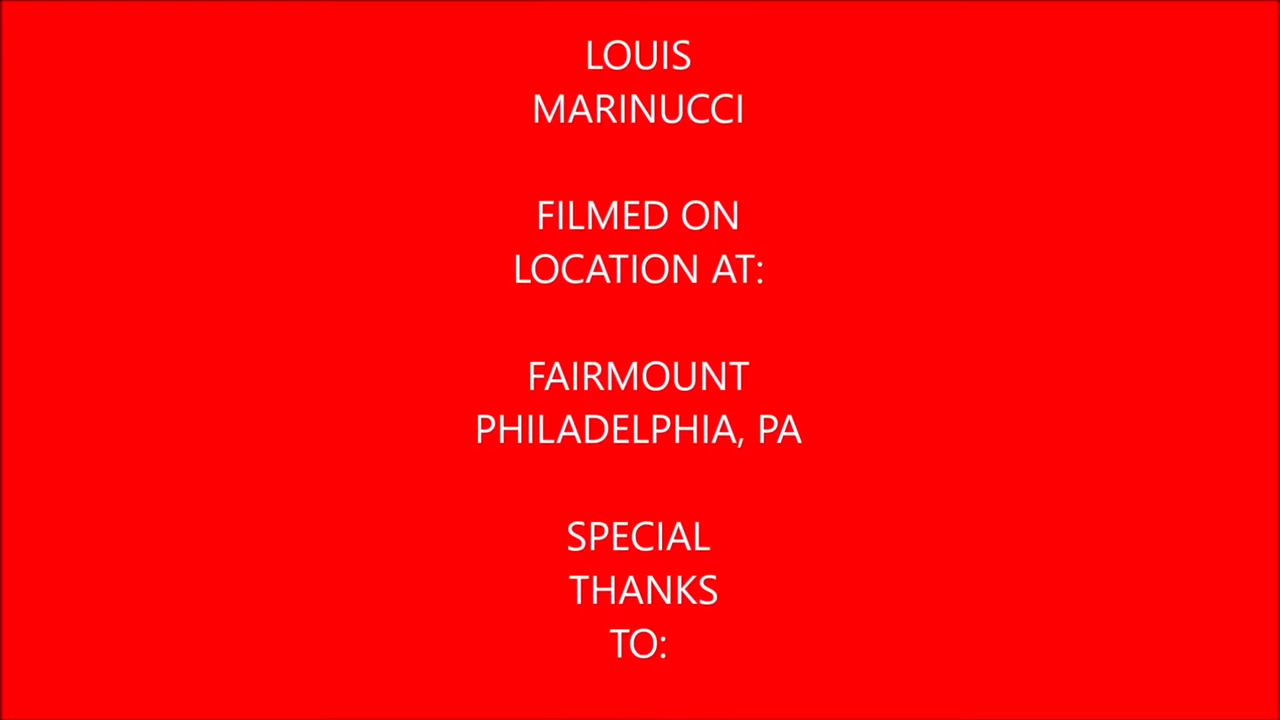 LOUIS
MARINUCCI
FILMED ON
LOCATION AT:
FAIRMOUNT
PHILADELPHIA, PA
SPECIAL
THANKS
TO: